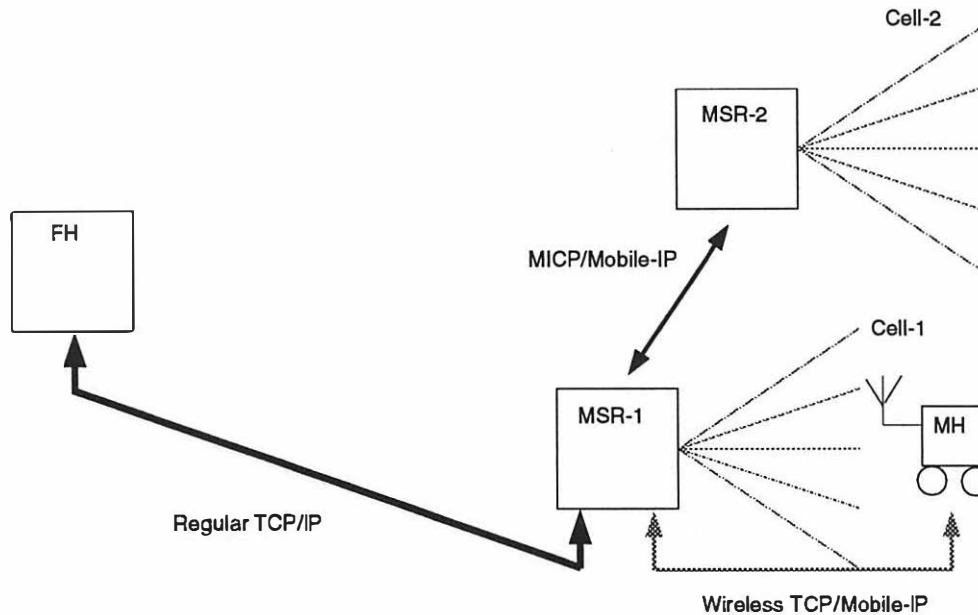 Cell-2
MSR-2
FH
MICP/Mobile-IP
Cell-1
MSR-1
MH
Regular TCP/IP
Wireless TCP/Mobile-IP